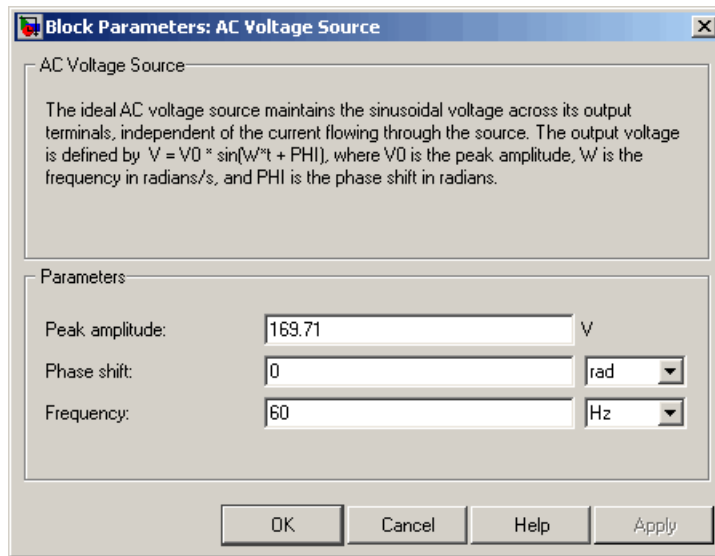 Block Parameters: AC Voltage Source
AC Voltage Source
The ideal AC voltage source maintains the sinusoidal voltage across its output
terminals, independent of the current flowing through the source. The output voltage
is defined by V = V0 * sin(W*t + PHI), where V0 is the peak amplitude, W is the
frequency in radians/s, and PHI is the phase shift in radians.
Parameters
Peak amplitude: 169.71 V
Phase shift: 0 rad
Frequency: 60 Hz
OK Cancel Help Apply